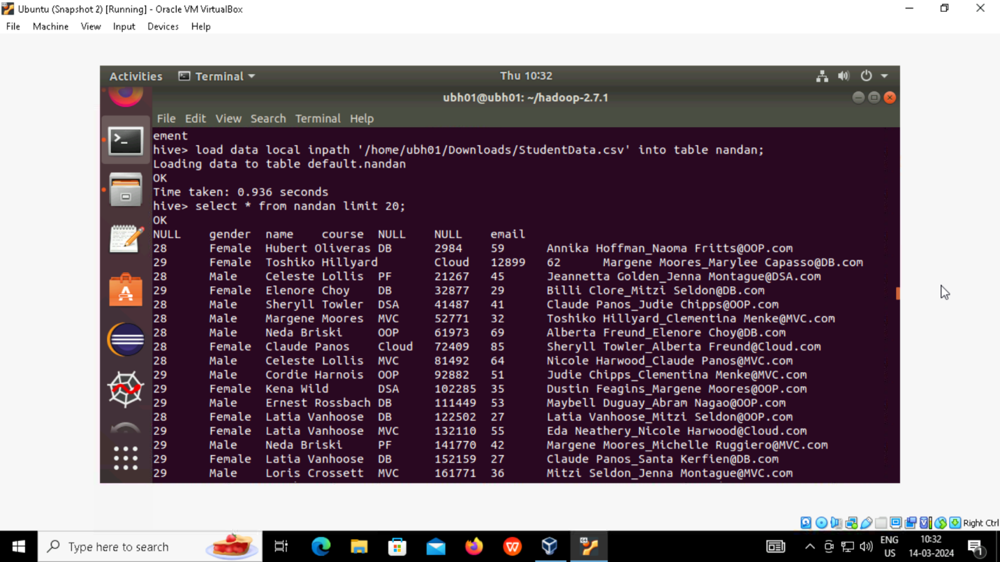 Ubuntu (Snapshot 2) [Running] - Oracle VM VirtualBox
File Machine View Input Devices Help
Activities Terminal Thu 10:32
ubh01@ubh01: ~/hadoop-2.7.1
File Edit View Search Terminal Help
ement
hive> load data local inpath '/home/ubh01/Downloads/StudentData.csv' into table nandan;
Loading data to table default.nandan
OK
Time taken: 0.936 seconds
hive> select * from nandan limit 20;
OK
NULL gender name course NULL NULL email
28 Female Hubert Oliveras DB 2984 59 Annika Hoffman_Naoma Fritts@OOP.com
29 Female Toshiko Hillyard Cloud 12899 62 Margene Moores_Marylee Capasso@DB.com
28 Male Celeste Lollis PF 21267 45 Jeannetta Golden_Jenna Montague@DSA.com
29 Female Elenore Choy DB 32877 29 Billi Clore_Mitzi Seldon@DB.com
28 Male Sheryll Towler DSA 41487 41 Claude Panos_Judie Chipps@OOP.com
28 Male Margene Moores MVC 52771 32 Toshiko Hillyard_Clementina Menke@MVC.com
28 Male Neda Briski OOP 61973 69 Alberta Freund_Elenore Choy@DB.com
28 Female Claude Panos Cloud 72409 85 Sheryll Towler_Alberta Freund@Cloud.com
28 Male Celeste Lollis MVC 81492 64 Nicole Harwood_Claude Panos@MVC.com
29 Male Cordie Harnois OOP 92882 51 Judie Chipps_Clementina Menke@MVC.com
29 Female Kena Wild DSA 102285 35 Dustin Feagins_Margene Moores@OOP.com
29 Male Ernest Rossbach DB 111449 53 Maybell Duguay_Abram Nagao@OOP.com
28 Female Latia Vanhoose DB 122502 27 Latia Vanhoose_Mitzi Seldon@OOP.com
29 Female Latia Vanhoose MVC 132110 55 Eda Neathery_Nicole Harwood@Cloud.com
29 Male Neda Briski PF 141770 42 Margene Moores_Michelle Ruggiero@MVC.com
29 Female Latia Vanhoose DB 152159 27 Claude Panos_Santa Kerfien@DB.com
29 Male Loris Crossett MVC 161771 36 Mitzi Seldon_Jenna Montague@MVC.com
Right Ctrl
Type here to search
ENG 10:32
US 14-03-2024
1